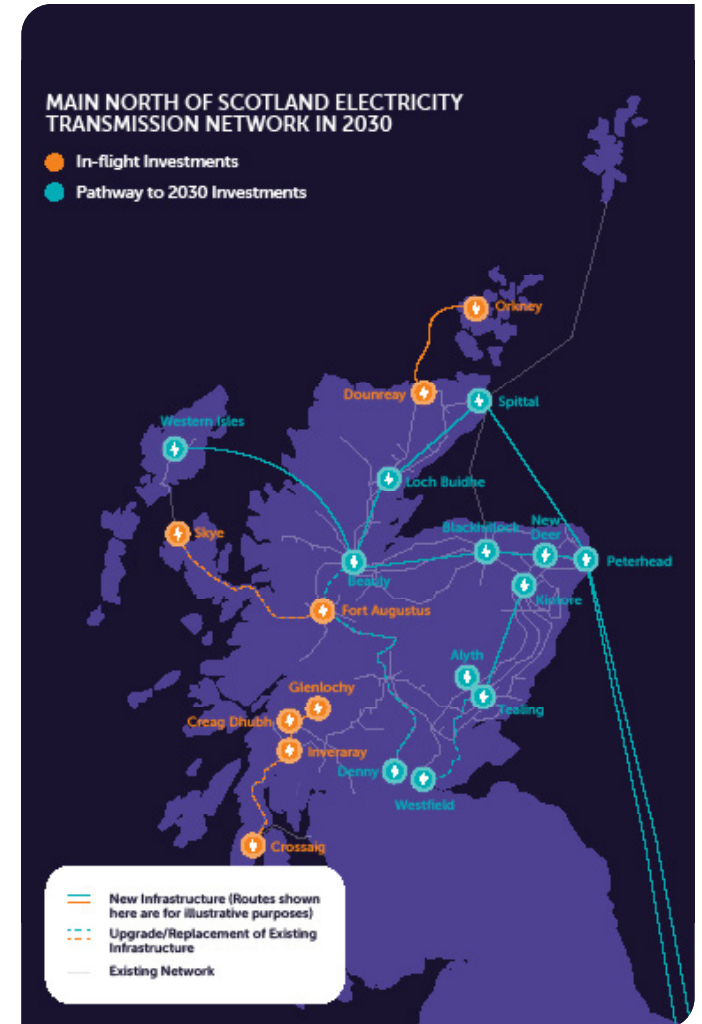 MAIN NORTH OF SCOTLAND ELECTRICITY
TRANSMISSION NETWORK IN 2030
In-flight Investments
Pathway to 2030 Investments
Orkney
Dounreay
Spittal
Western Isles
Loch Buidhe
Skye
Blackhillock
New
Deer
Peterhead
Beauly
Kintore
Fort Augustus
Alyth
Glenlochy
Tealing
Creag Dhubh
Inveraray
Denny
Westfield
Crossaig
New Infrastructure (Routes shown
here are for illustrative purposes)
Upgrade/Replacement of Existing
Infrastructure
Existing Network